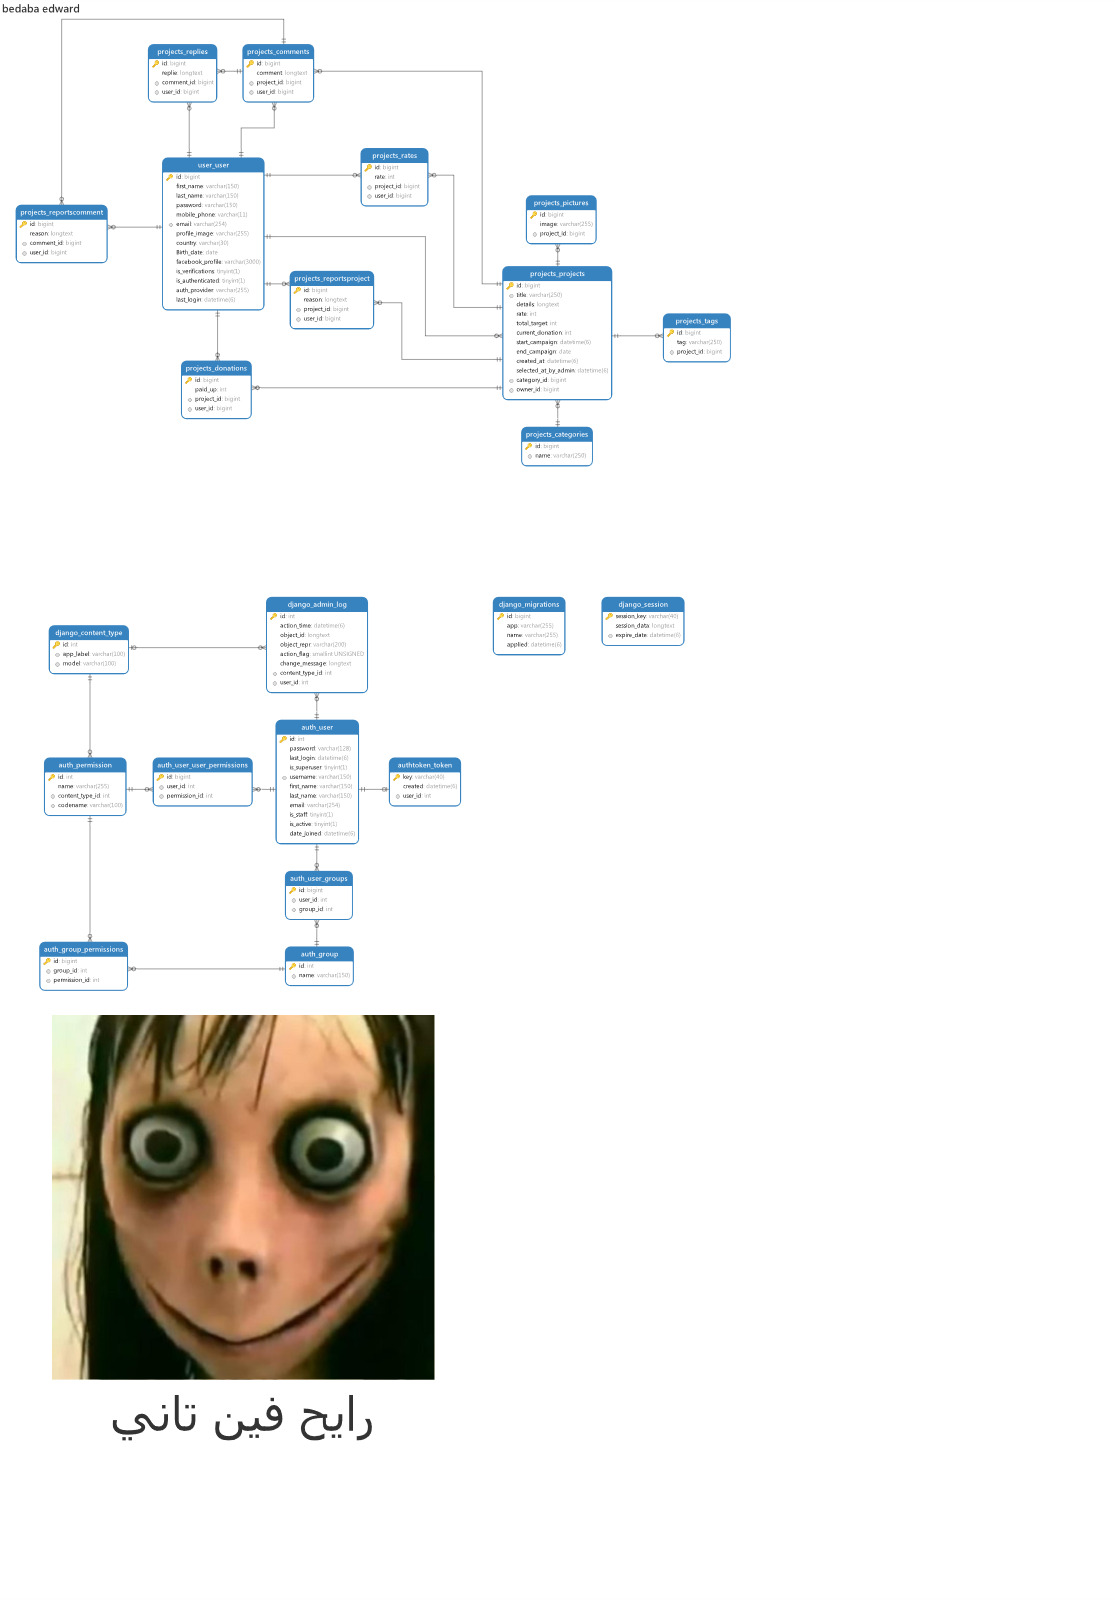 bedaba edward
projects_replies
id: bigint
replie: longtext
comment_id: bigint
user_id: bigint
projects_comments
id: bigint
comment: longtext
project_id: bigint
user_id: bigint
user_user
id: bigint
first_name: varchar(150)
last_name: varchar(150)
password: varchar(150)
mobile_phone: varchar(11)
email: varchar(254)
profile_image: varchar(255)
country: varchar(30)
Birth_date: date
facebook_profile: varchar(3000)
is_verifications: tinyint(1)
is_authenticated: tinyint(1)
auth_provider: varchar(255)
last_login: datetime(6)
projects_rates
id: bigint
rate: int
project_id: bigint
user_id: bigint
projects_reportscomment
id: bigint
reason: longtext
comment_id: bigint
user_id: bigint
projects_pictures
id: bigint
image: varchar(255)
project_id: bigint
projects_reportsproject
id: bigint
reason: longtext
project_id: bigint
user_id: bigint
projects_projects
id: bigint
title: varchar(250)
details: longtext
rate: int
total_target: int
current_donation: int
start_campaign: datetime(6)
end_campaign: date
created_at: datetime(6)
selected_at_by_admin: datetime(6)
category_id: bigint
owner_id: bigint
projects_tags
id: bigint
tag: varchar(250)
project_id: bigint
projects_donations
id: bigint
paid_up: int
project_id: bigint
user_id: bigint
projects_categories
id: bigint
name: varchar(250)
django_admin_log
id: int
action_time: datetime(6)
object_id: longtext
object_repr: varchar(200)
action_flag: smallint UNSIGNED
change_message: longtext
content_type_id: int
user_id: int
django_migrations
id: bigint
app: varchar(255)
name: varchar(255)
applied: datetime(6)
django_session
session_key: varchar(40)
session_data: longtext
expire_date: datetime(6)
django_content_type
id: int
app_label: varchar(100)
model: varchar(100)
auth_user
id: int
password: varchar(128)
last_login: datetime(6)
is_superuser: tinyint(1)
username: varchar(150)
first_name: varchar(150)
last_name: varchar(150)
email: varchar(254)
is_staff: tinyint(1)
is_active: tinyint(1)
date_joined: datetime(6)
auth_permission
id: int
name: varchar(255)
content_type_id: int
codename: varchar(100)
auth_user_user_permissions
id: bigint
user_id: int
permission_id: int
authtoken_token
key: varchar(40)
created: datetime(6)
user_id: int
auth_user_groups
id: bigint
user_id: int
group_id: int
auth_group_permissions
id: bigint
group_id: int
permission_id: int
auth_group
id: int
name: varchar(150)
رايح فين تاني